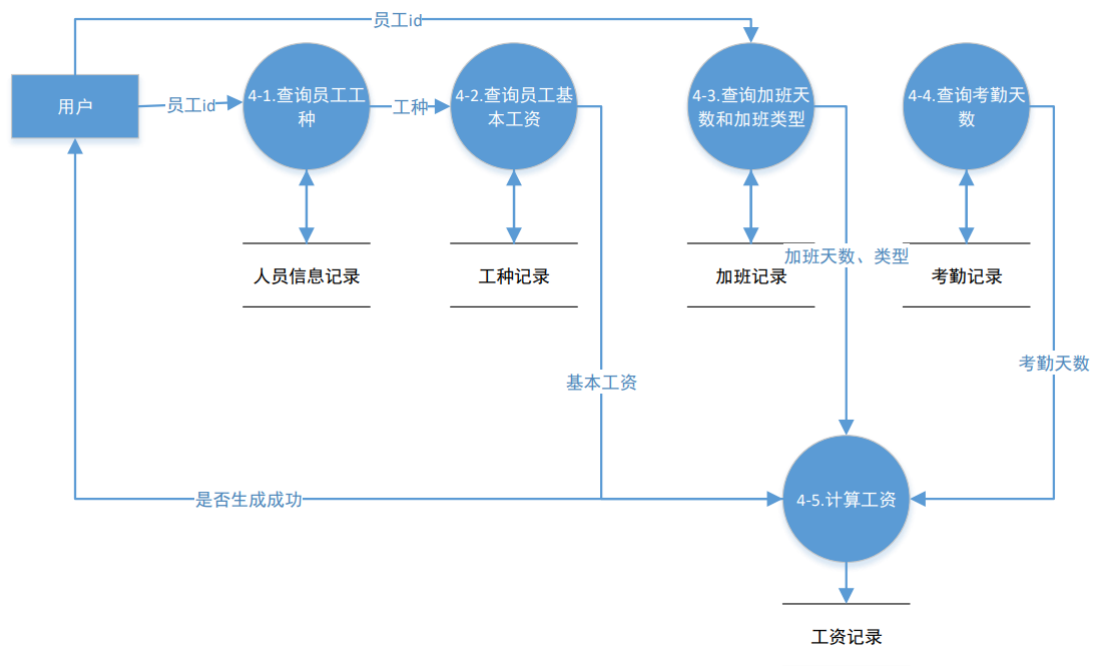 员工id
用户
员工id
4-1.查询员工工
种
工种
4-2.查询员工基
本工资
4-3.查询加班天
数和加班类型
4-4.查询考勤天
数
人员信息记录
工种记录
加班记录
加班天数、类型
考勤记录
考勤天数
基本工资
是否生成成功
4-5.计算工资
工资记录